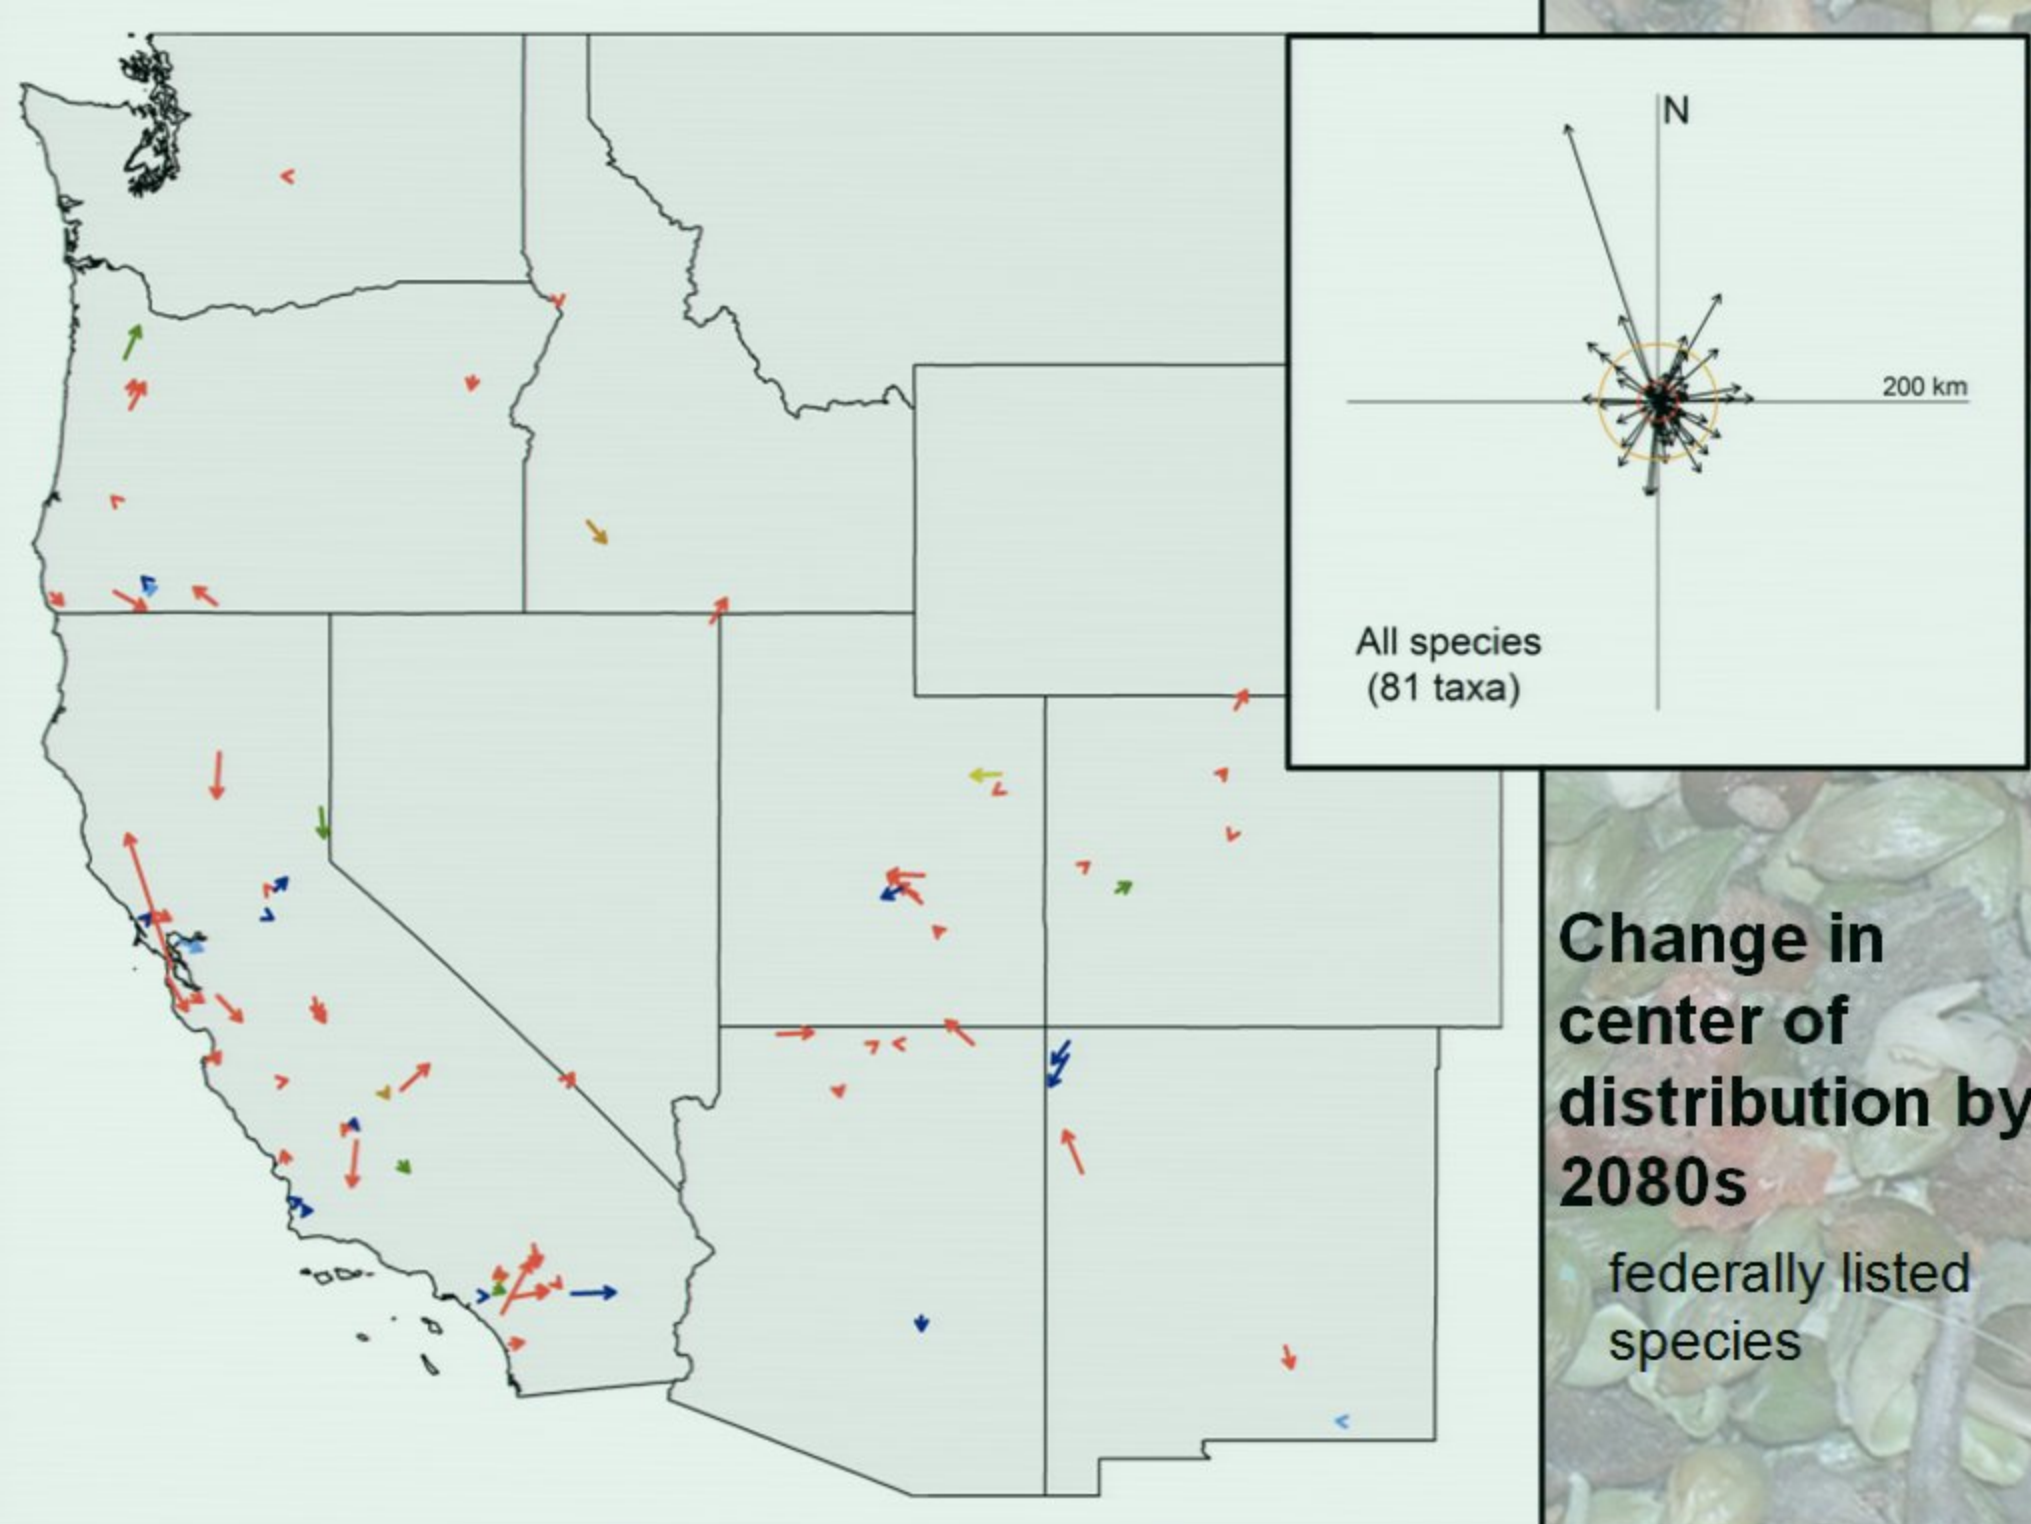 N
200 km
All species
(81 taxa)
Change in
center of
distribution by
2080s
federally listed
species